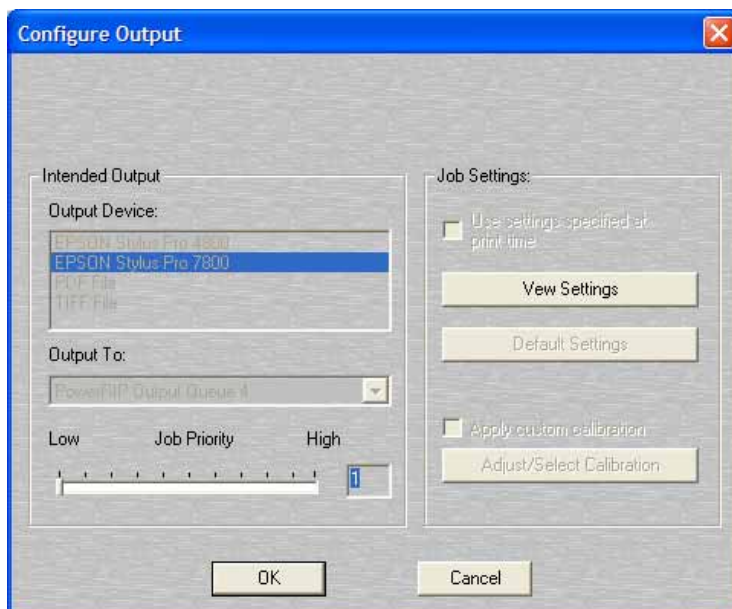 Configure Output
Intended Output
Output Device:
EPSON Stylus Pro 4800
EPSON Stylus Pro 7800
PDF File
TIFF File
Output To:
PowerRIP Output Queue 4
Low Job Priority High
1
Job Settings:
Use settings specified at
print time
Vew Settings
Default Settings
Apply custom calibration
Adjust/Select Calibration
OK
Cancel